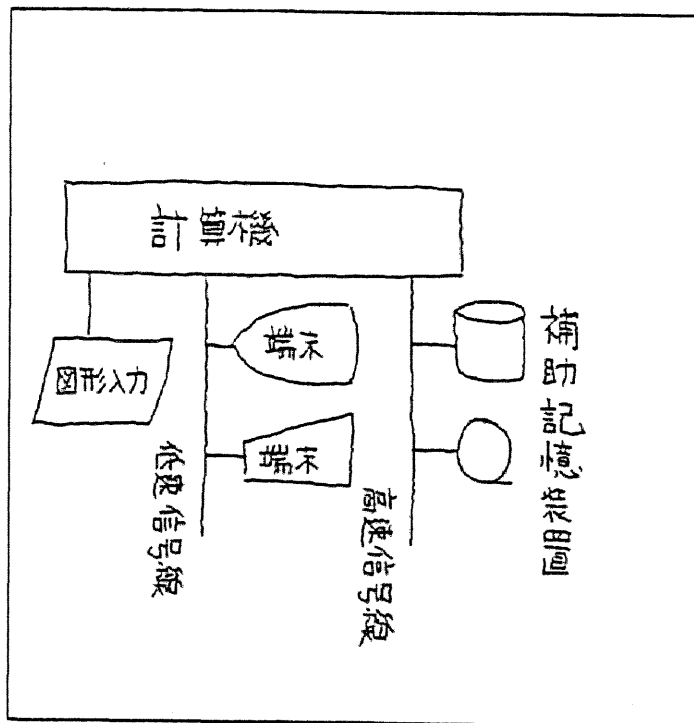 計算機
補助記憶装置
端末
図形入力
端末
低速信号線
高速信号線